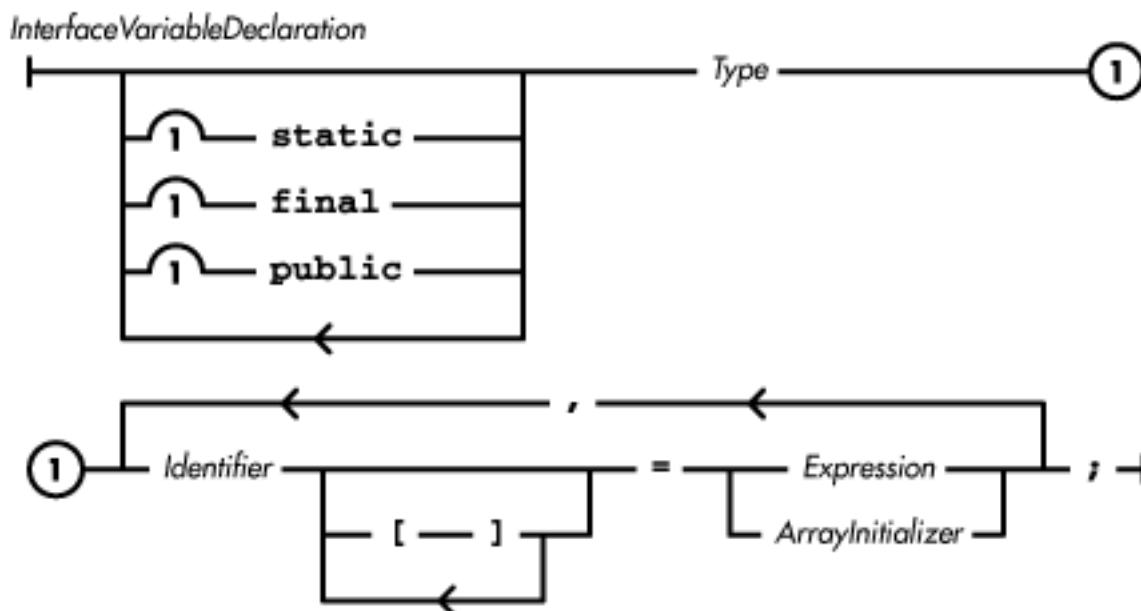 InterfaceVariableDeclaration
Type 1
1 static
1 final
1 public
,
1 Identifier = Expression ;
[ ] ArrayInitializer